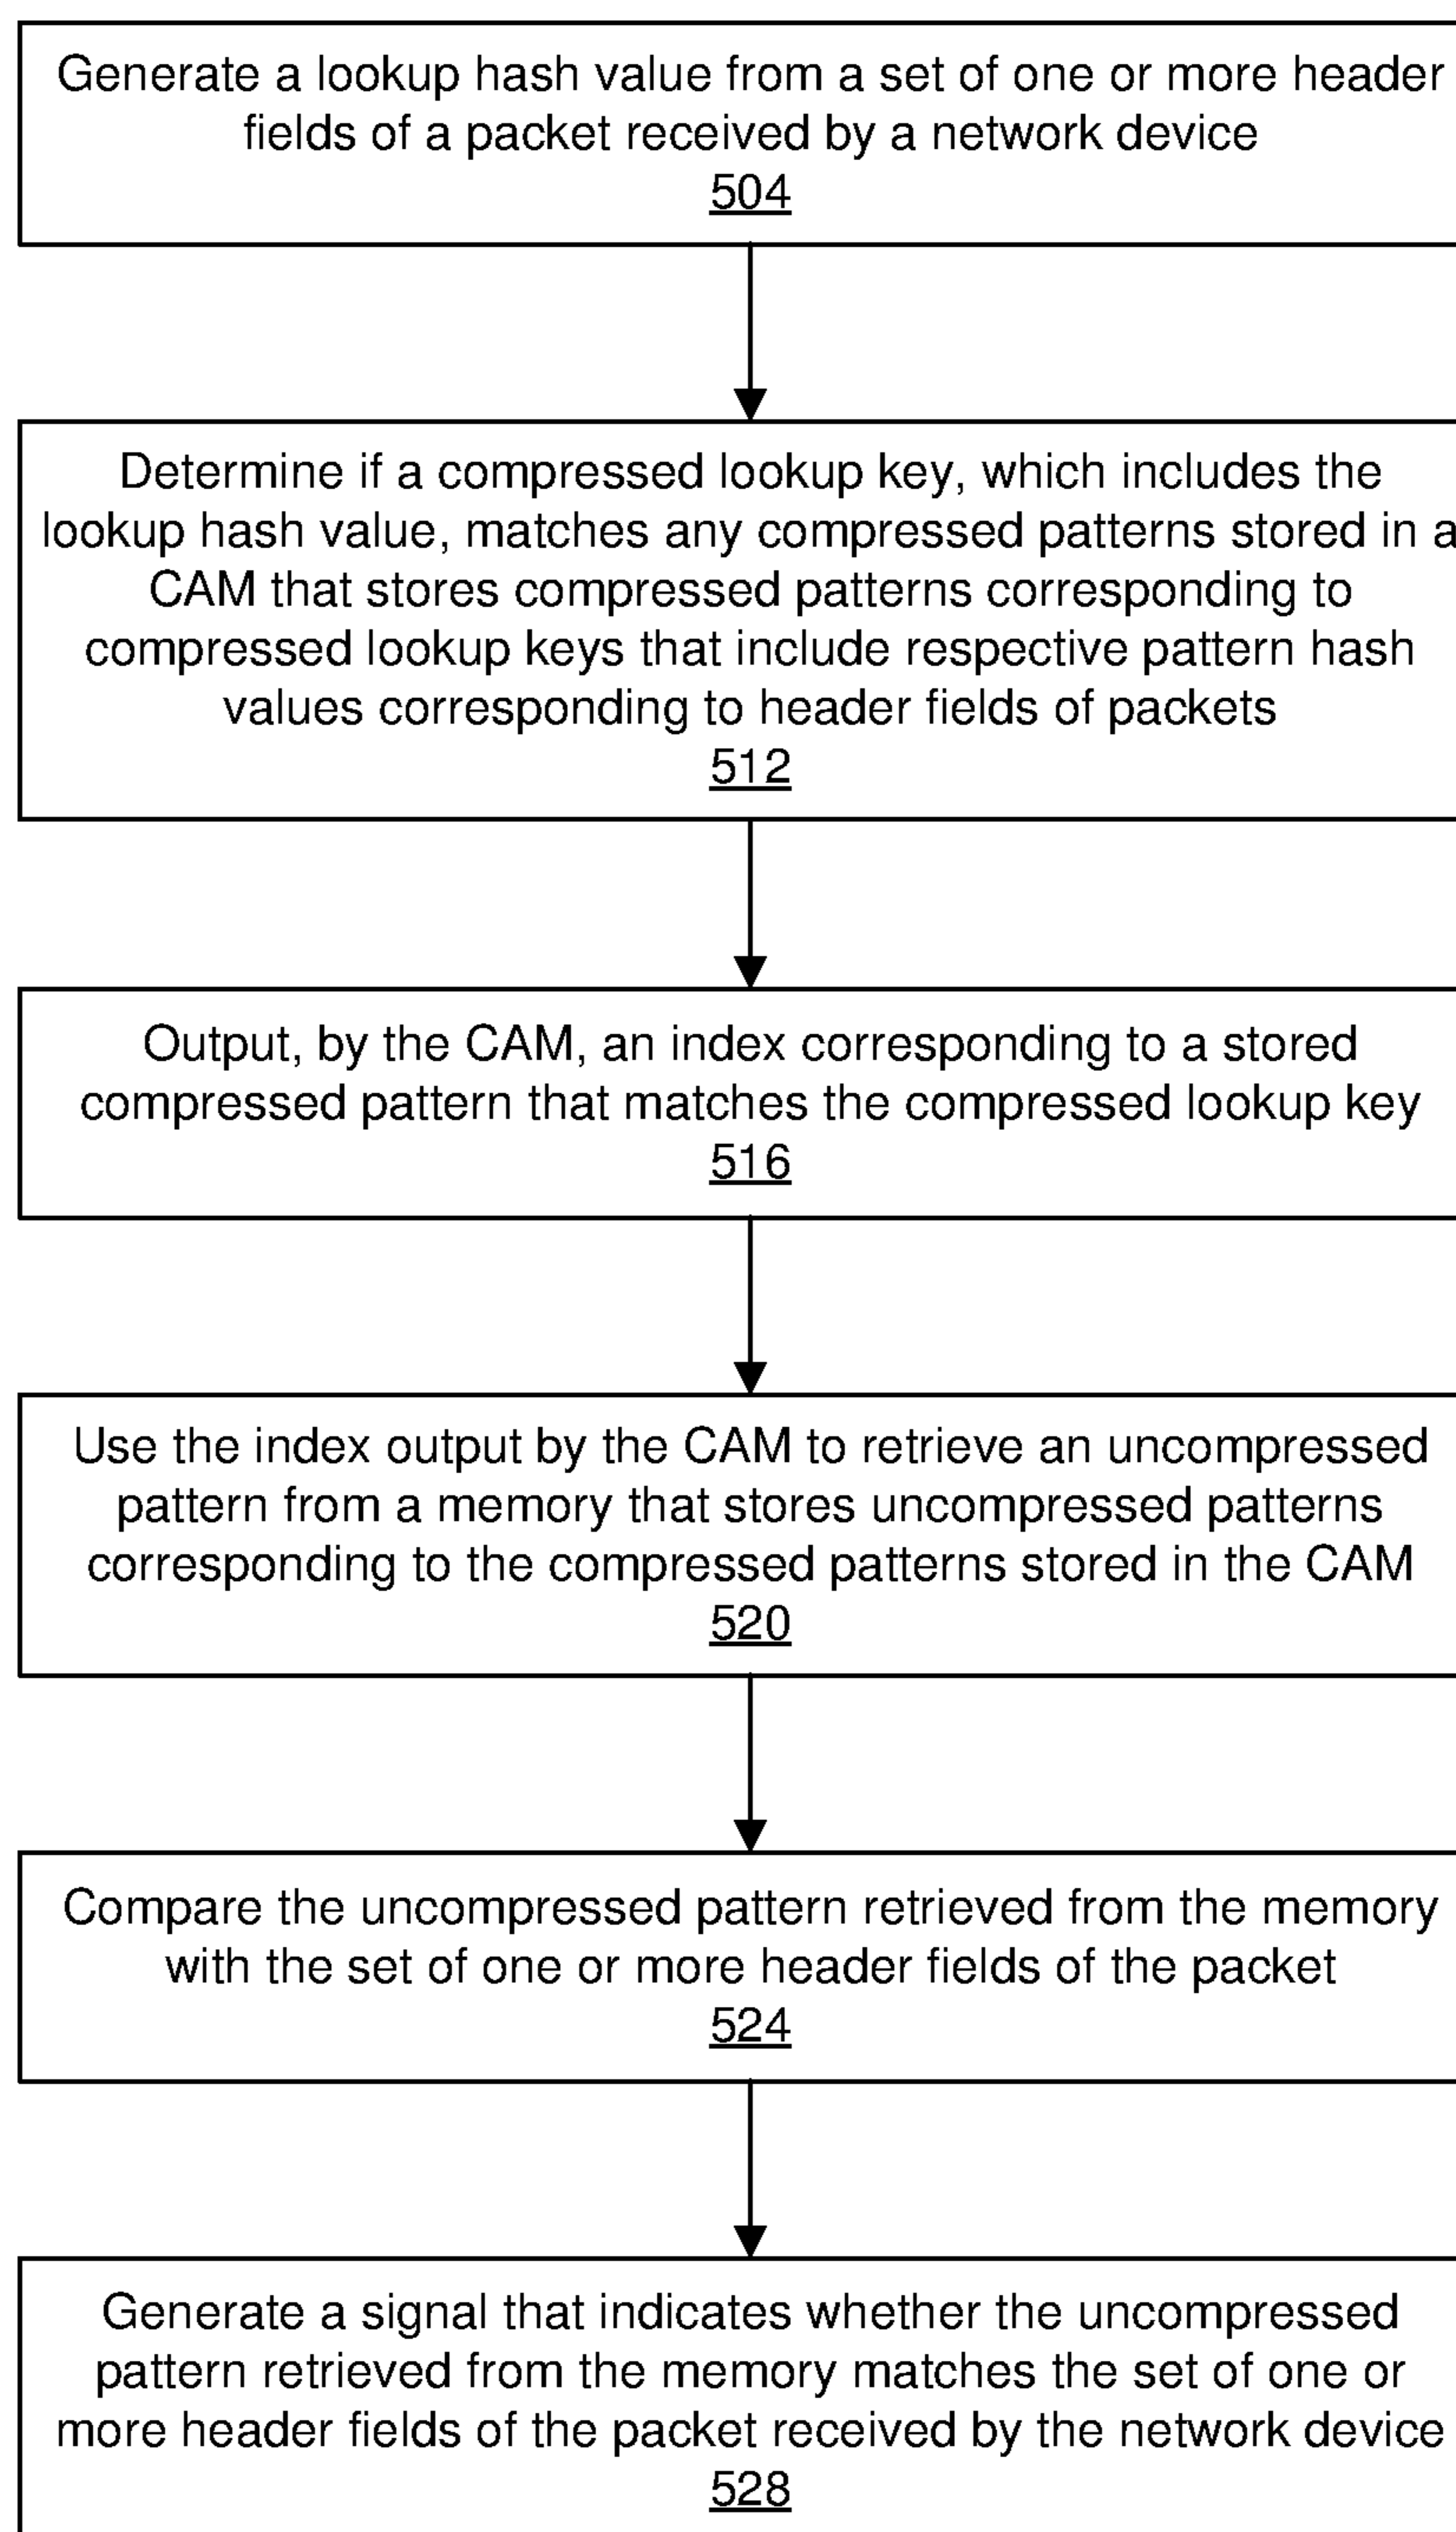 Generate a lookup hash value from a set of one or more header
fields of a packet received by a network device
504
Determine if a compressed lookup key, which includes the
lookup hash value, matches any compressed patterns stored in a
CAM that stores compressed patterns corresponding to
compressed lookup keys that include respective pattern hash
values corresponding to header fields of packets
512
Output, by the CAM, an index corresponding to a stored
compressed pattern that matches the compressed lookup key
516
Use the index output by the CAM to retrieve an uncompressed
pattern from a memory that stores uncompressed patterns
corresponding to the compressed patterns stored in the CAM
520
Compare the uncompressed pattern retrieved from the memory
with the set of one or more header fields of the packet
524
Generate a signal that indicates whether the uncompressed
pattern retrieved from the memory matches the set of one or
more header fields of the packet received by the network device
528